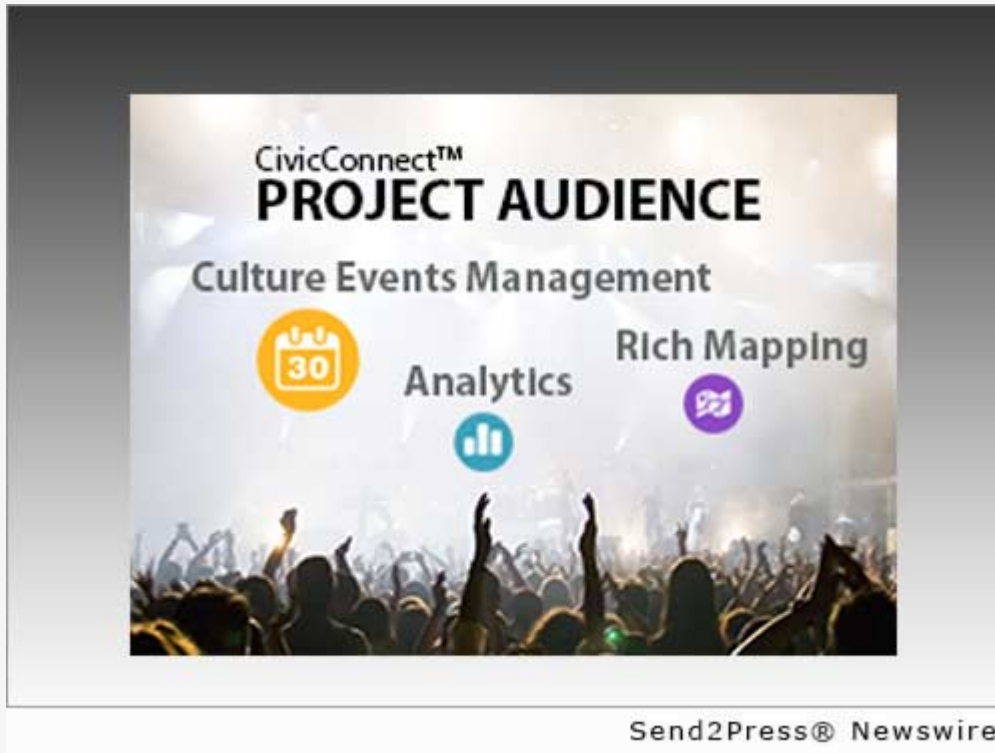 CivicConnect™
PROJECT AUDIENCE
Culture Events Management
30
Rich Mapping
Analytics
Send2Press® Newswire